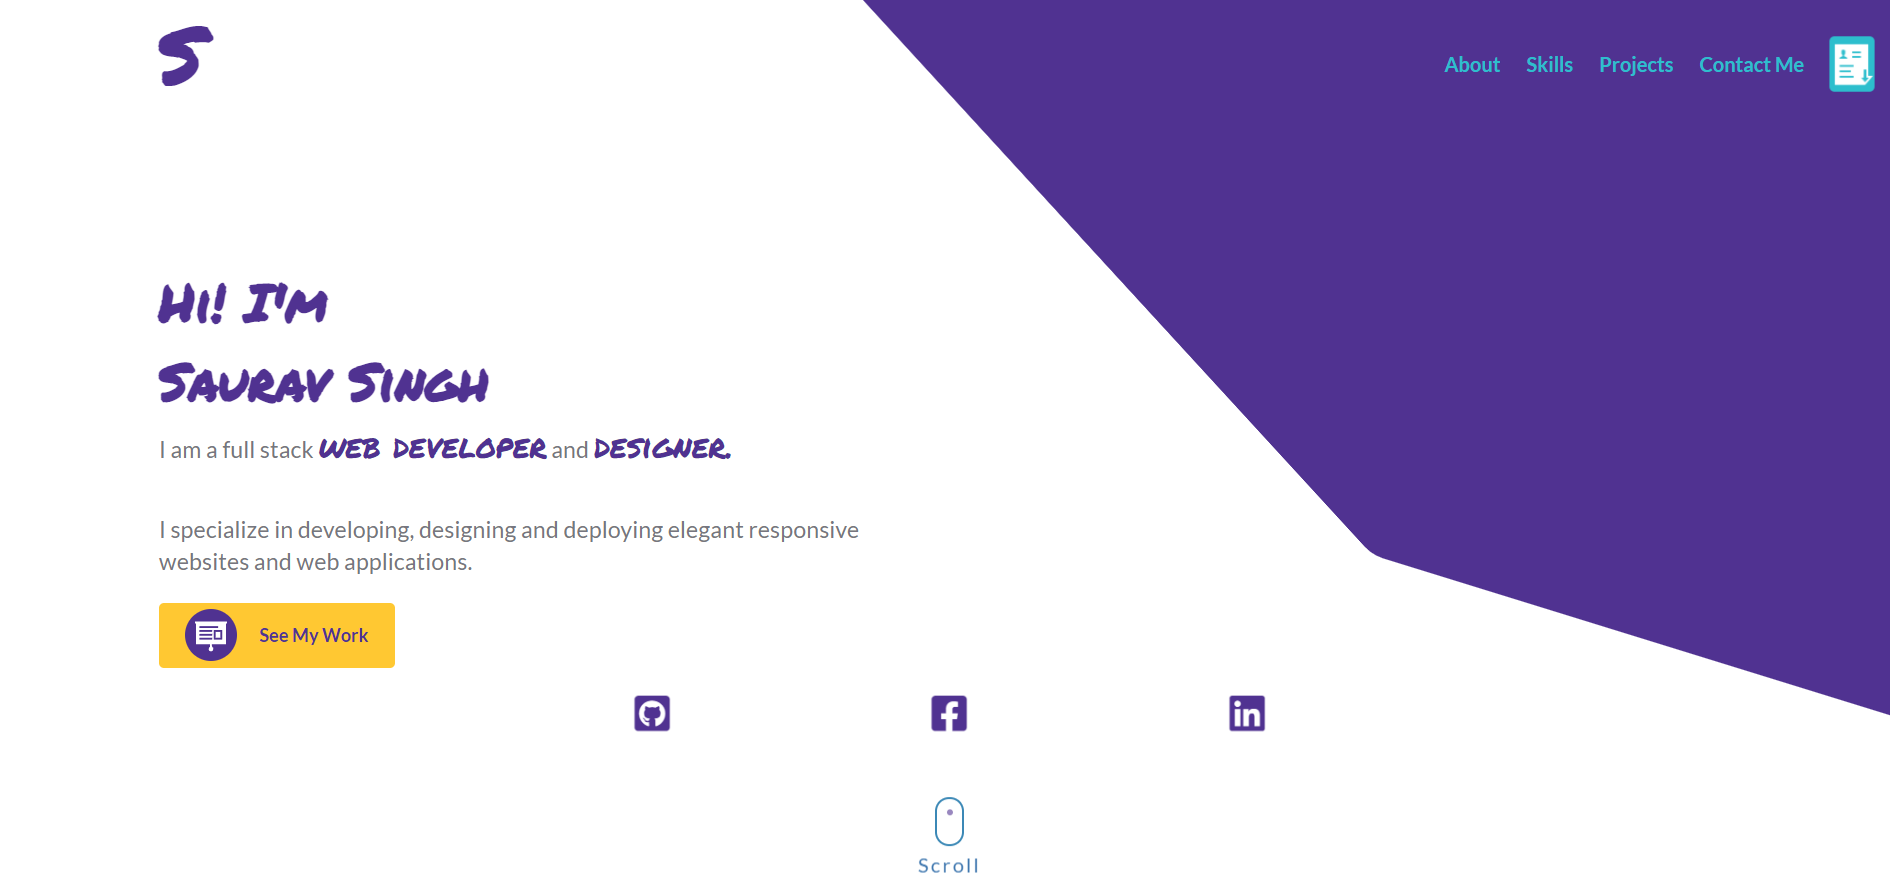 S
About Skills Projects Contact Me
Hi! I'm
Saurav Singh
I am a full stack WEB DEVELOPER and DESIGNER.
I specialize in developing, designing and deploying elegant responsive
websites and web applications.
See My Work
in
Scroll